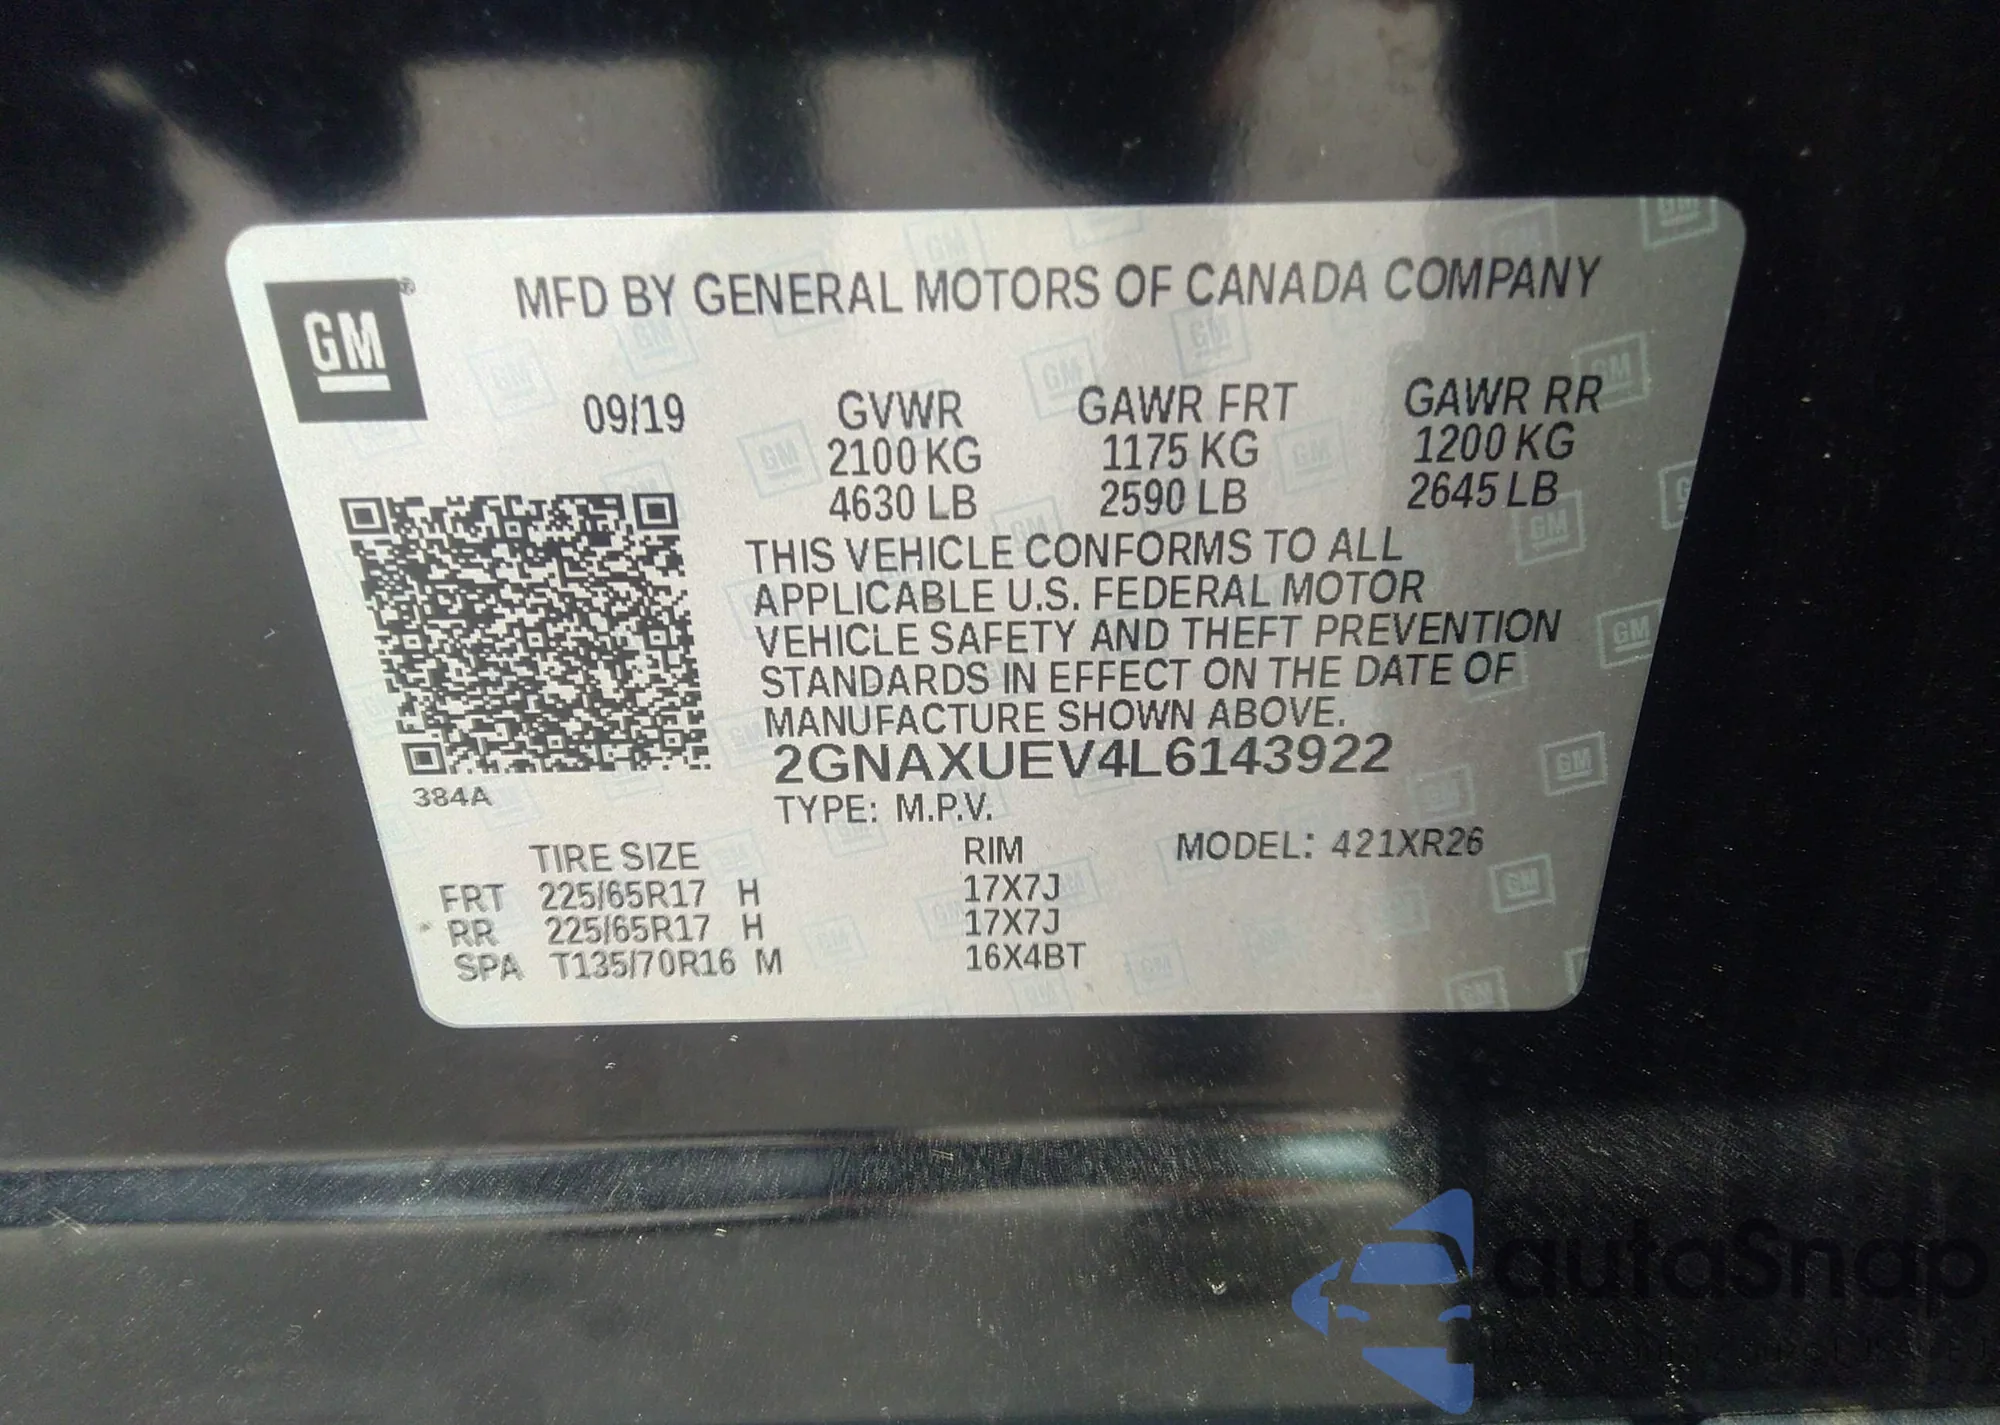 GM
MFD BY GENERAL MOTORS OF CANADA COMPANY
09/19 GVWR GAWR FRT GAWR RR
2100 KG 1175 KG 1200 KG
4630 LB 2590 LB 2645 LB
THIS VEHICLE CONFORMS TO ALL
APPLICABLE U.S. FEDERAL MOTOR
VEHICLE SAFETY AND THEFT PREVENTION
STANDARDS IN EFFECT ON THE DATE OF
MANUFACTURE SHOWN ABOVE.
2GNAXUEV4L6143922
384A
TYPE: M.P.V.
TIRE SIZE RIM MODEL: 421XR26
FRT 225/65R17 H 17X7J
RR 225/65R17 H 17X7J
SPA T135/70R16 M 16X4BT
autoSnap